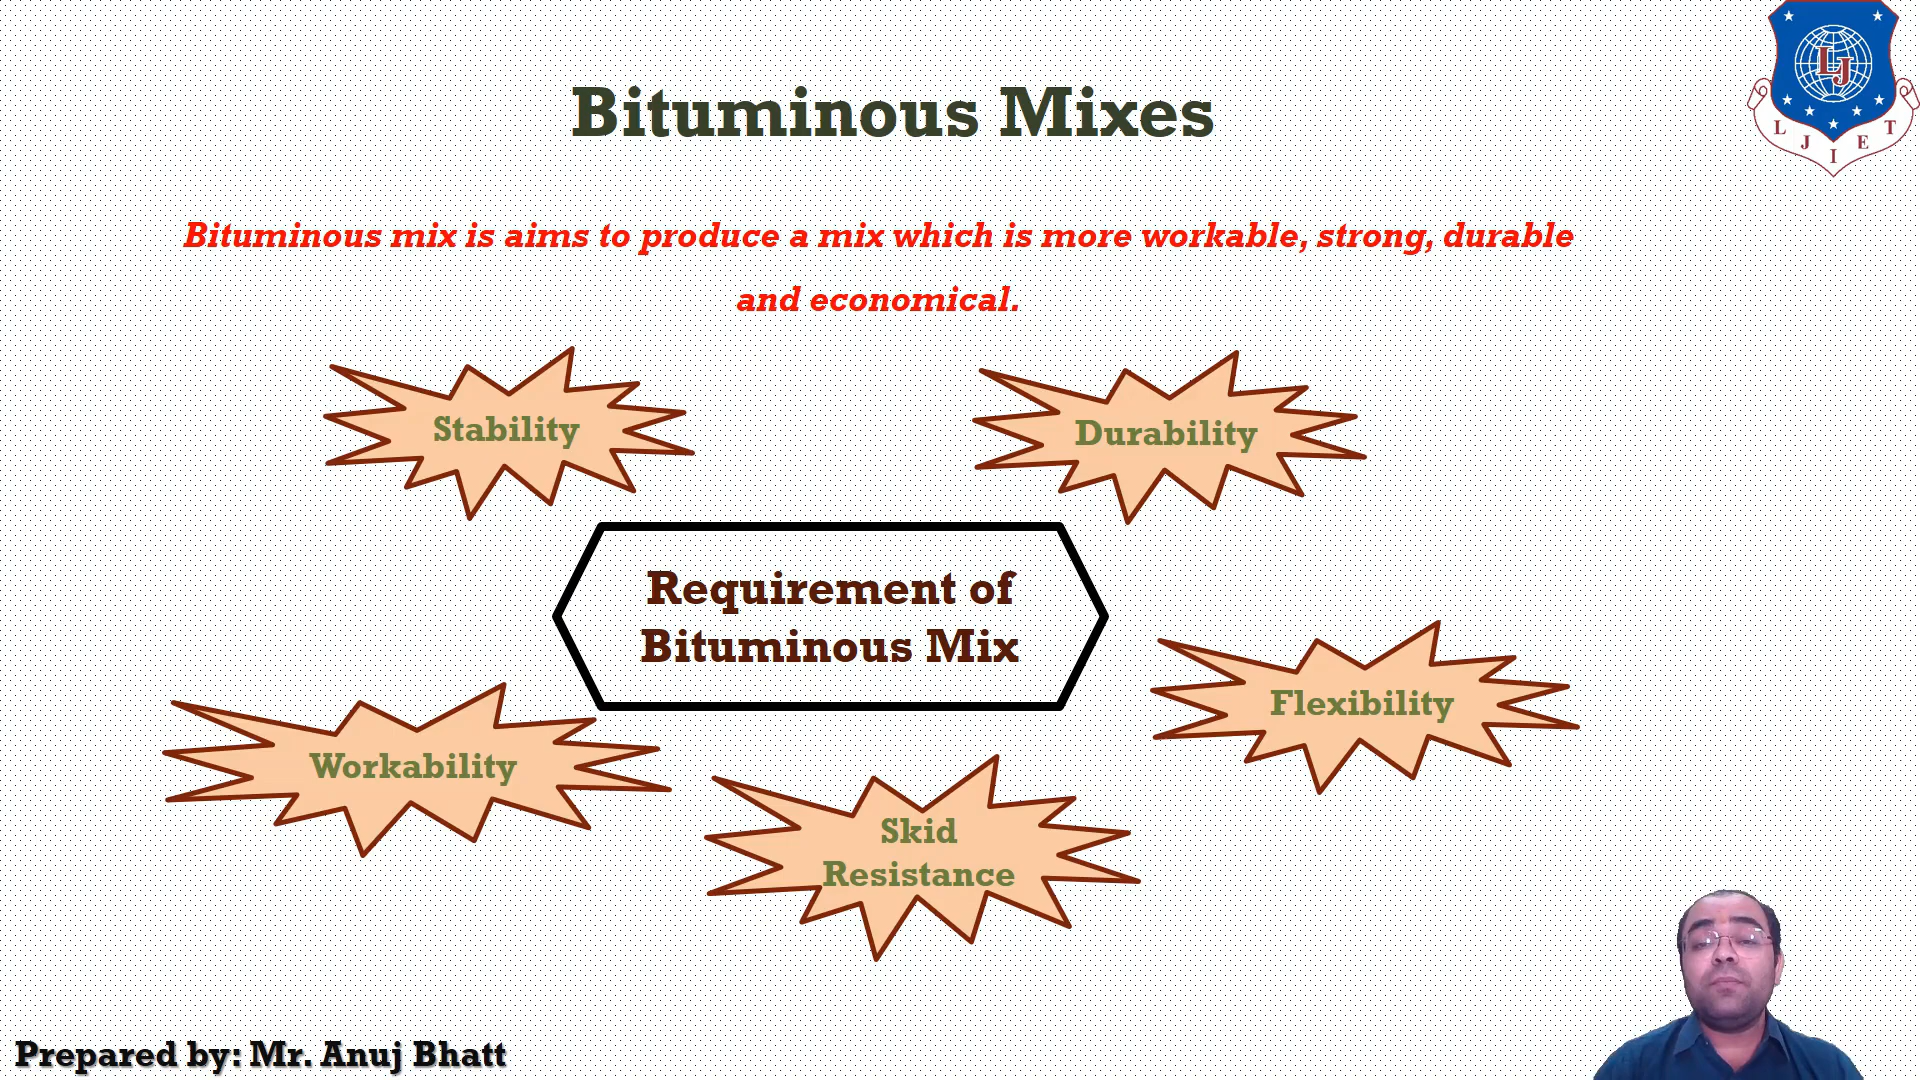 Bituminous Mixes
LJ
L J I E T
Bituminous mix is aims to produce a mix which is more workable, strong, durable
and economical.
Stability
Durability
Requirement of
Bituminous Mix
Flexibility
Workability
Skid
Resistance
Prepared by: Mr. Anuj Bhatt